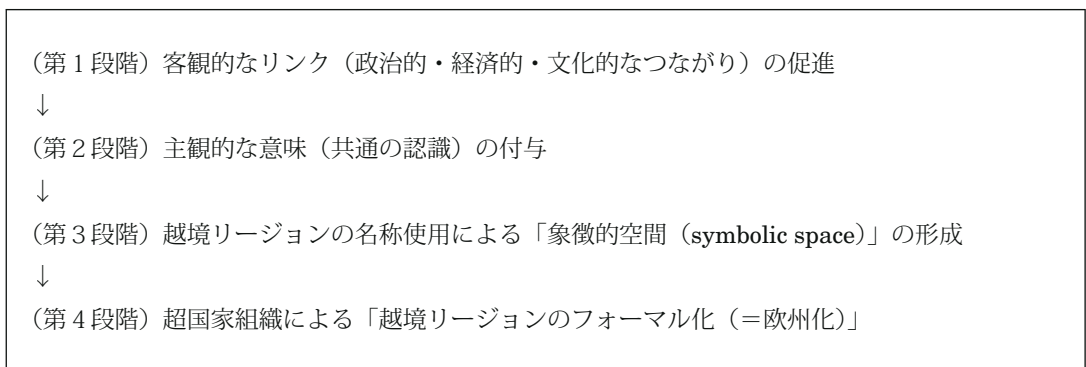 （第１段階）客観的なリンク（政治的・経済的・文化的なつながり）の促進
↓
（第２段階）主観的な意味（共通の認識）の付与
↓
（第３段階）越境リージョンの名称使用による「象徴的空間（symbolic space）」の形成
↓
（第４段階）超国家組織による「越境リージョンのフォーマル化（＝欧州化）」